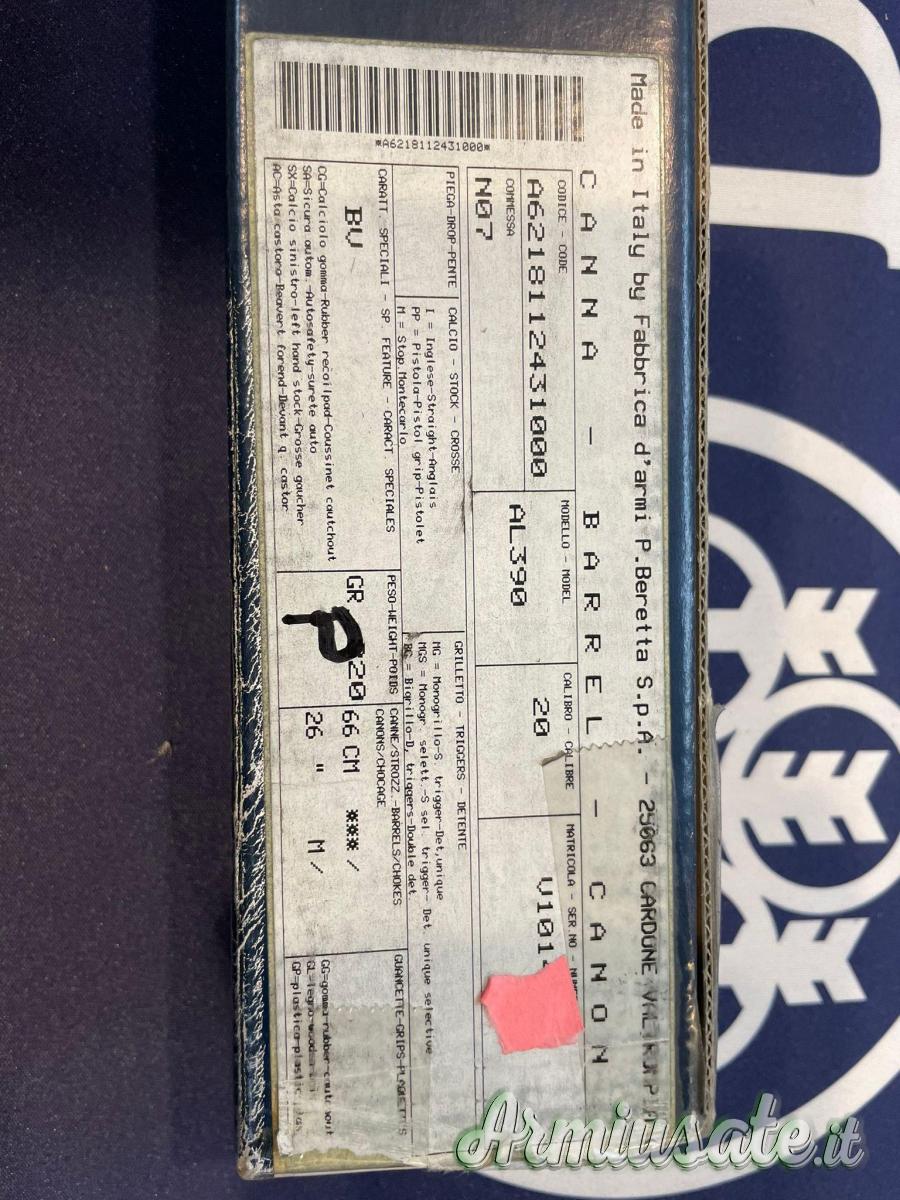 Made in Italy by Fabbrica d'armi P.Beretta S.p.A. - 25063 GARDONE VALTROMPIA
CANNA - BARREL - CANON
*A6218112431000*
CODICE - CODE
A6218112431000
MODELLO - MODEL
AL390
CALIBRO - CALIBRE
20
MATRICOLA - SER.NO -
V101
COMMESSA
N07
PIEGA-DROP-PENTE
CALCIO - STOCK - CROSSE
I = Inglese-Straight-Anglais
PP = Pistola-Pistol grip-Pistolet
M = Stop.Montecarlo
GRILLETTO - TRIGGERS - DETENTE
MG = Monogrillo-S. trigger-Det.unique
MGS = Monogr. selett.-S sel. trigger- Det. unique selective
BG = Bigrillo-D. triggers-Double det.
CARATT. SPECIALI - SP. FEATURE - CARACT SPECIALES
BV
CG=Calciolo gomma-Rubber recoilpad-Coussinet cautchout
SA=Sicura autom.-Autosafety-surete auto
SX=Calcio sinistro-left hand stock-Grosse gaucher
AC=Asta castoro-Beavert forend-Devant q. castor
PESO-WEIGHT-POIDS
GR 20
P
CANNE/STROZZ.-BARRELS/CHOKES
CANONS/CHOCAGE
66 CM ***/
26 " M/
GUANCETTE-GRIPS-PLAQUETTES
GG=gomma-rubber-
GL=legno-wooden-
GP=plastica-plastic
Armiusate.it